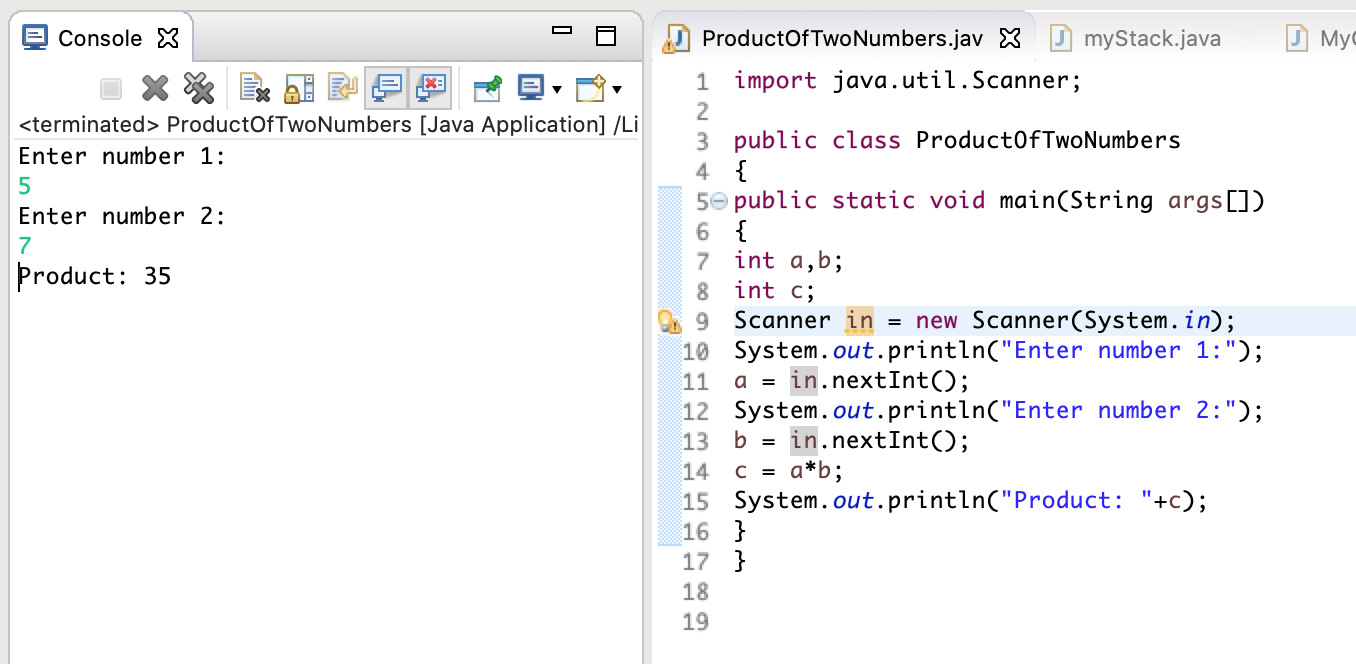 Console
<terminated> ProductOfTwoNumbers [Java Application] /Li
Enter number 1:
5
Enter number 2:
7
Product: 35
ProductOfTwoNumbers.jav
myStack.java
My
1 import java.util.Scanner;
2
3 public class ProductOfTwoNumbers
4 {
5 public static void main(String args[])
6 {
7 int a,b;
8 int c;
9 Scanner in = new Scanner(System.in);
10 System.out.println("Enter number 1:");
11 a = in.nextInt();
12 System.out.println("Enter number 2:");
13 b = in.nextInt();
14 c = a*b;
15 System.out.println("Product: "+c);
16 }
17 }
18
19